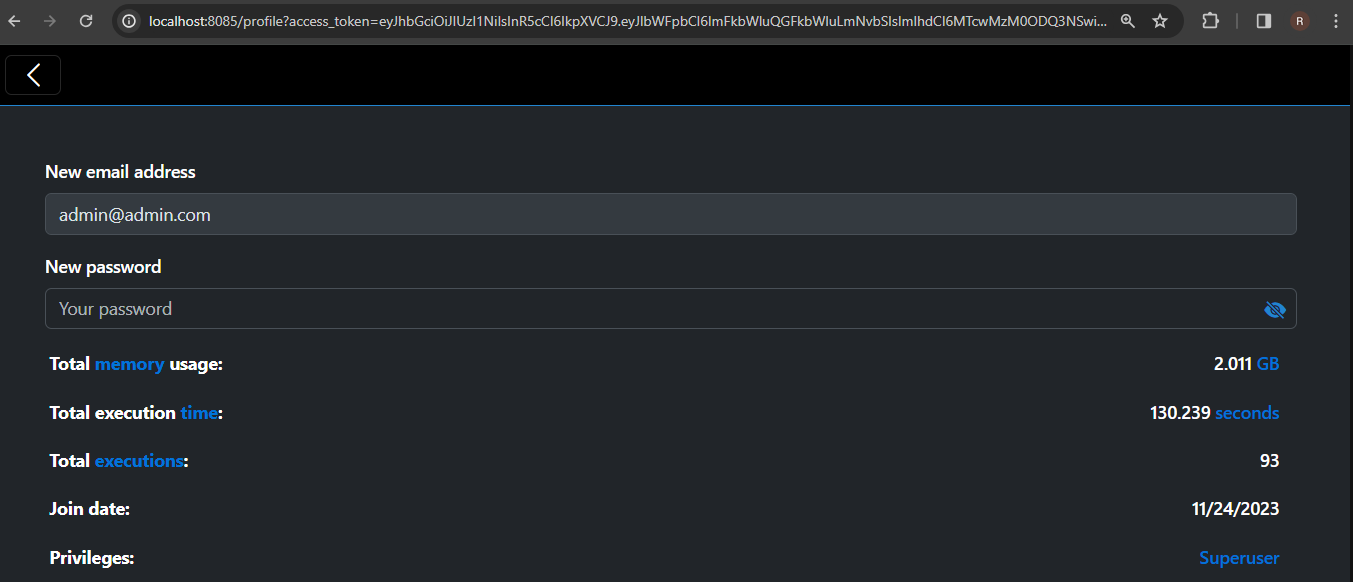 localhost:8085/profile?access_token=eyJhbGciOiJIUzI1NiIsInR5cCI6IkpXVCJ9.eyJlbWFpbCI6ImFkbWluQGFkbWluLmNvbSIsImlhdCI6MTcwMzM0ODQ3NSwi...
R
New email address
admin@admin.com
New password
Your password
Total memory usage: 2.011 GB
Total execution time: 130.239 seconds
Total executions: 93
Join date: 11/24/2023
Privileges: Superuser